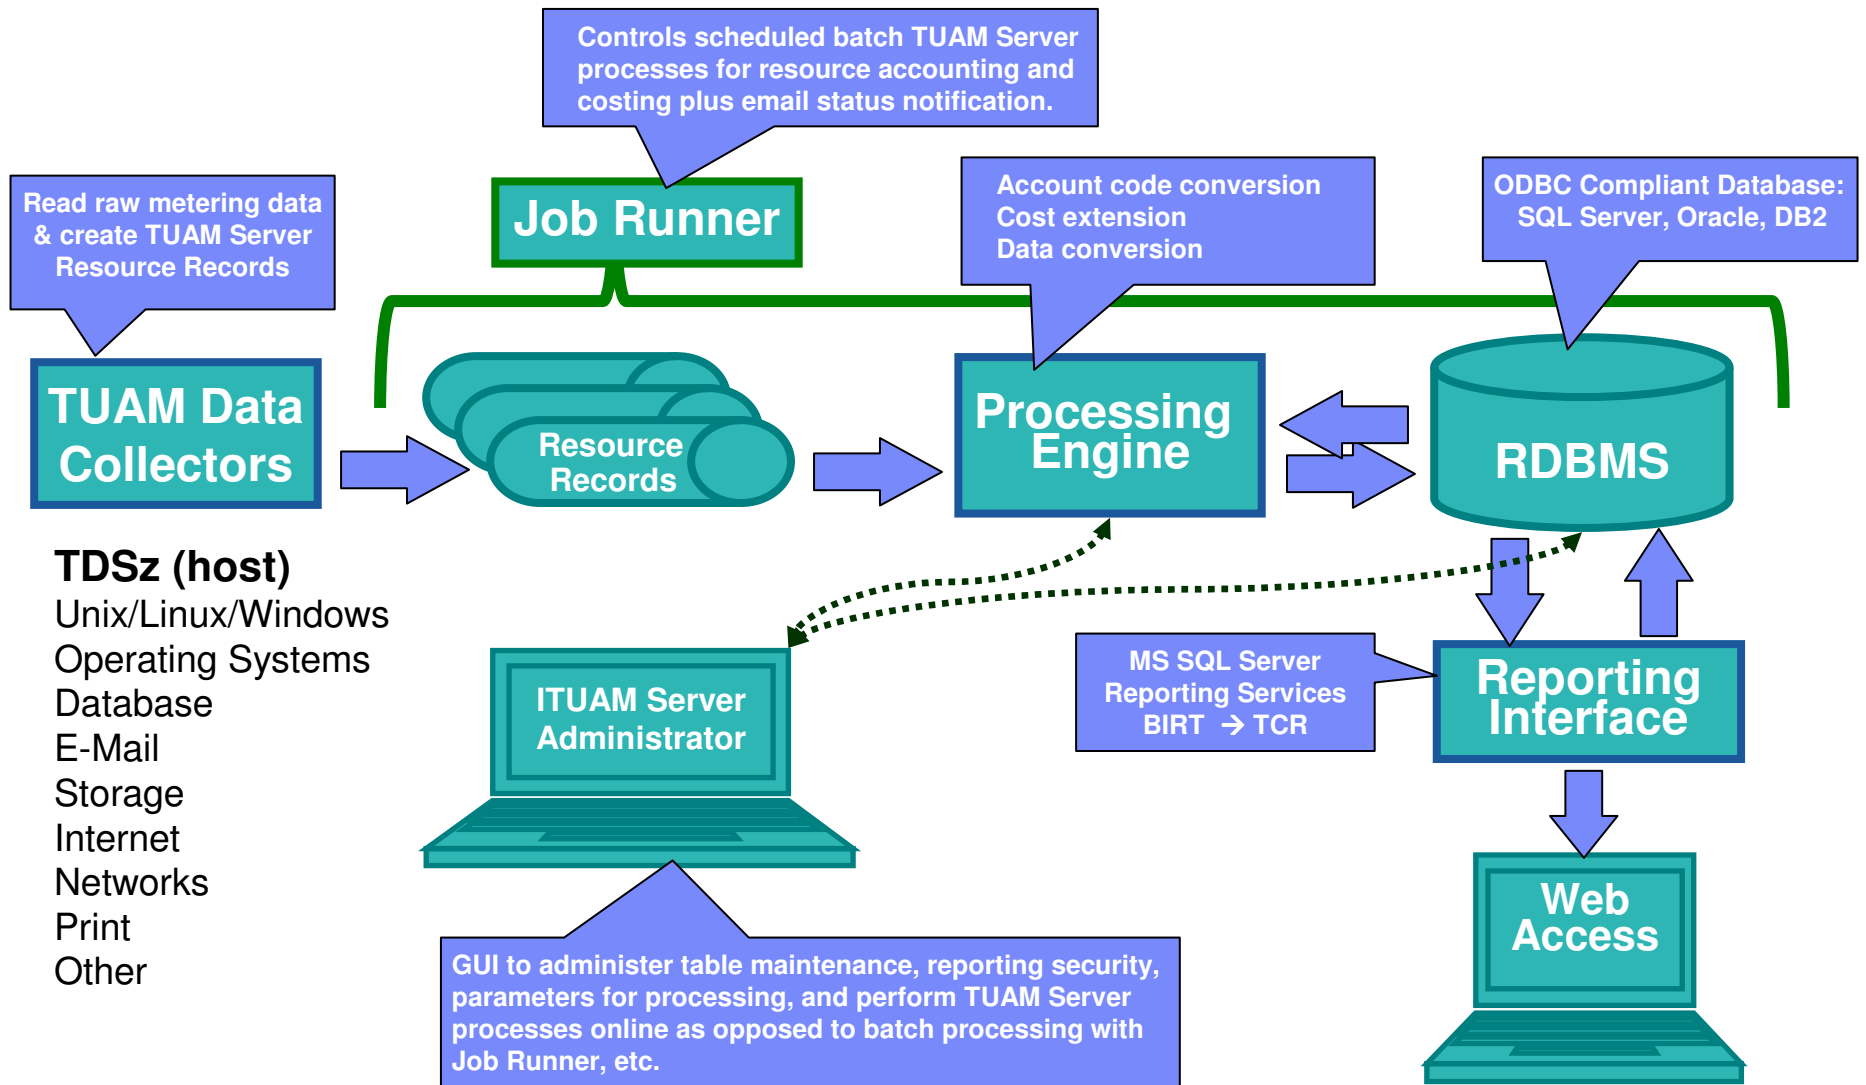 Controls scheduled batch TUAM Server
processes for resource accounting and
costing plus email status notification.
Read raw metering data
& create TUAM Server
Resource Records
Job Runner
Account code conversion
Cost extension
Data conversion
ODBC Compliant Database:
SQL Server, Oracle, DB2
TUAM Data
Collectors
Resource
Records
Processing
Engine
RDBMS
TDSz (host)
Unix/Linux/Windows
Operating Systems
Database
E-Mail
Storage
Internet
Networks
Print
Other
ITUAM Server
Administrator
MS SQL Server
Reporting Services
BIRT → TCR
Reporting
Interface
Web
Access
GUI to administer table maintenance, reporting security,
parameters for processing, and perform TUAM Server
processes online as opposed to batch processing with
Job Runner, etc.